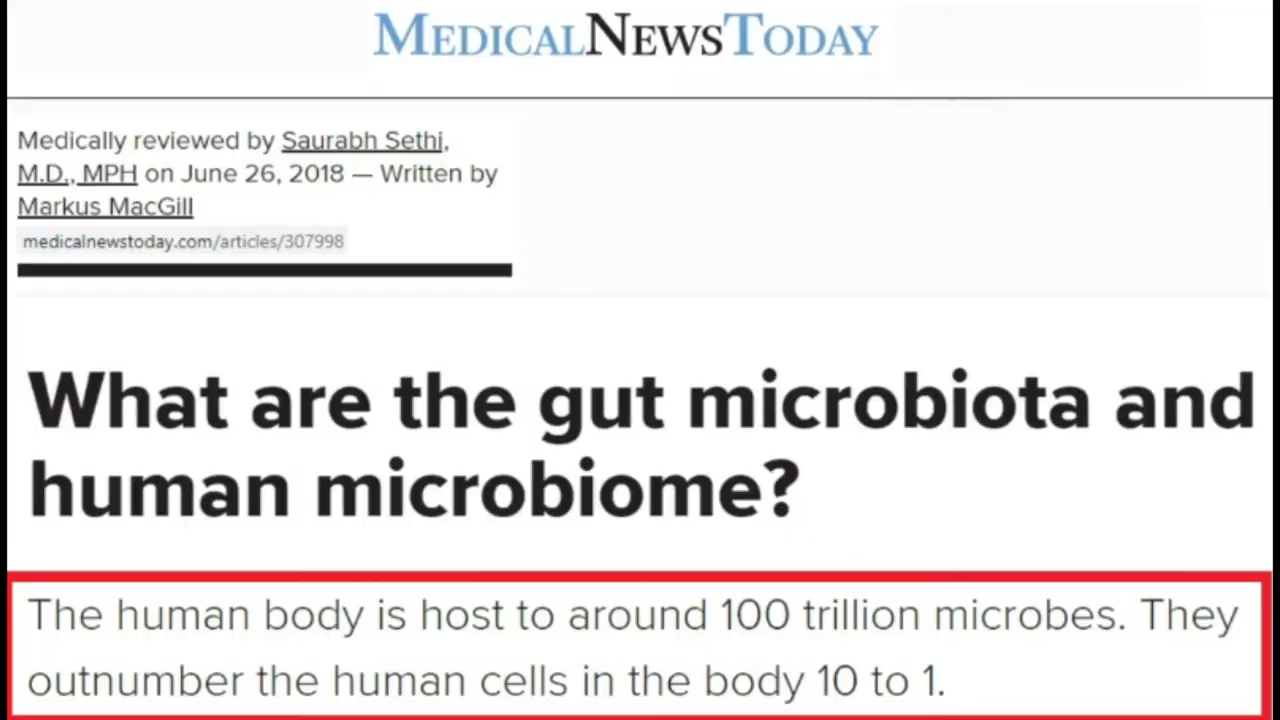 MEDICALNEWSTODAY
Medically reviewed by Saurabh Sethi,
M.D., MPH on June 26, 2018 — Written by
Markus MacGill
medicalnewstoday.com/articles/307998
What are the gut microbiota and
human microbiome?
The human body is host to around 100 trillion microbes. They
outnumber the human cells in the body 10 to 1.